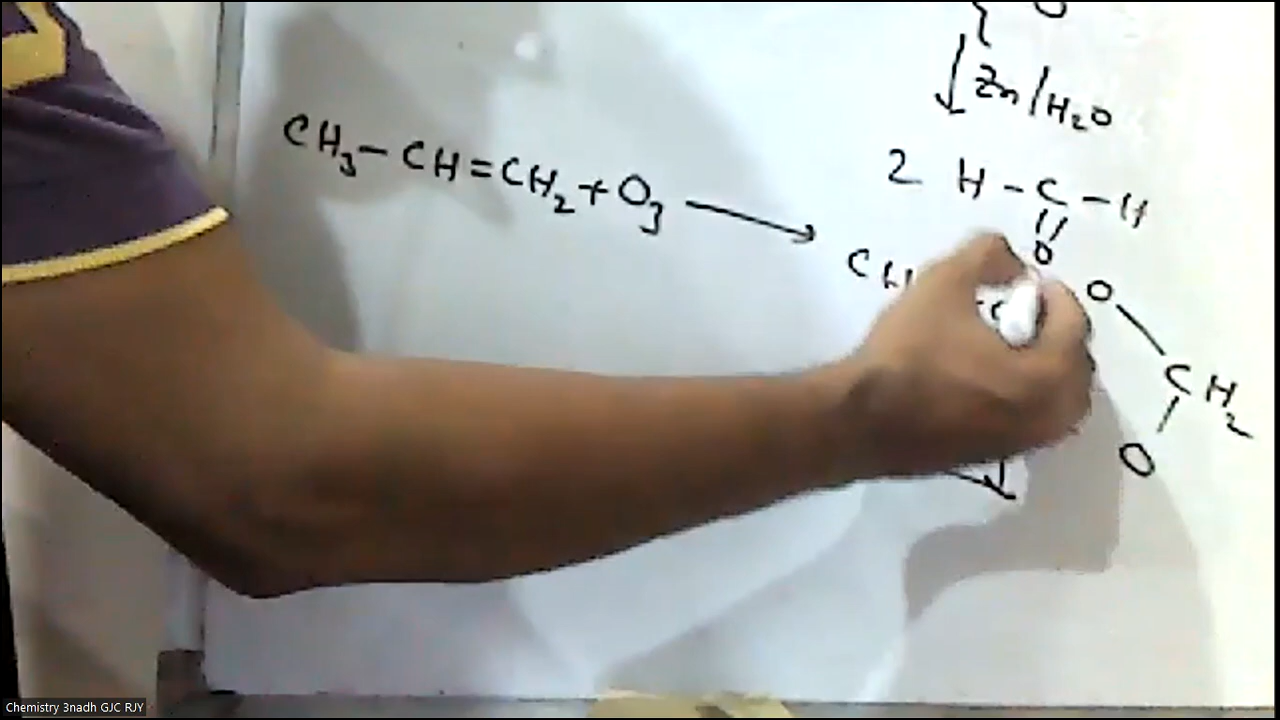 Zn/H₂O
CH₃-CH=CH₂+O₃ →
2 H-C-H
O
O
CH₂
O
Chemistry 3nadh GJC RJY